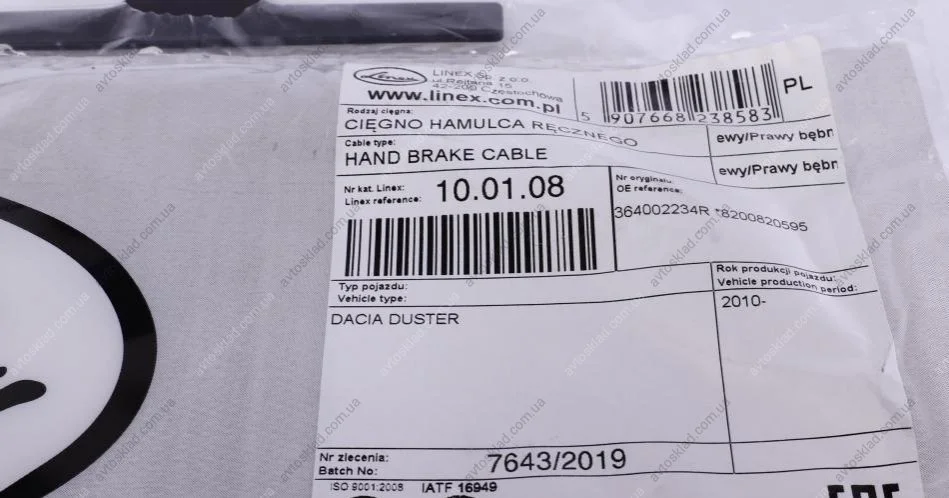 Linex
LINEX Sp. z o.o.
ul.Rejtana 15
42-200 Częstochowa
www.linex.com.pl
5 907668 238583
PL
Rodzaj cięgna:
CIĘGNO HAMULCA RĘCZNEGO
ewy/Prawy bębn
Cable type:
HAND BRAKE CABLE
ewy/Prawy bębn
Nr kat. Linex:
Linex reference:
10.01.08
Nr oryginału
OE reference:
364002234R *8200820595
Typ pojazdu:
Vehicle type:
DACIA DUSTER
Rok produkcji pojazdu:
Vehicle production period:
2010-
Nr zlecenia:
Batch No:
7643/2019
ISO 9001:2008 IATF 16949
avtosklad.com.ua